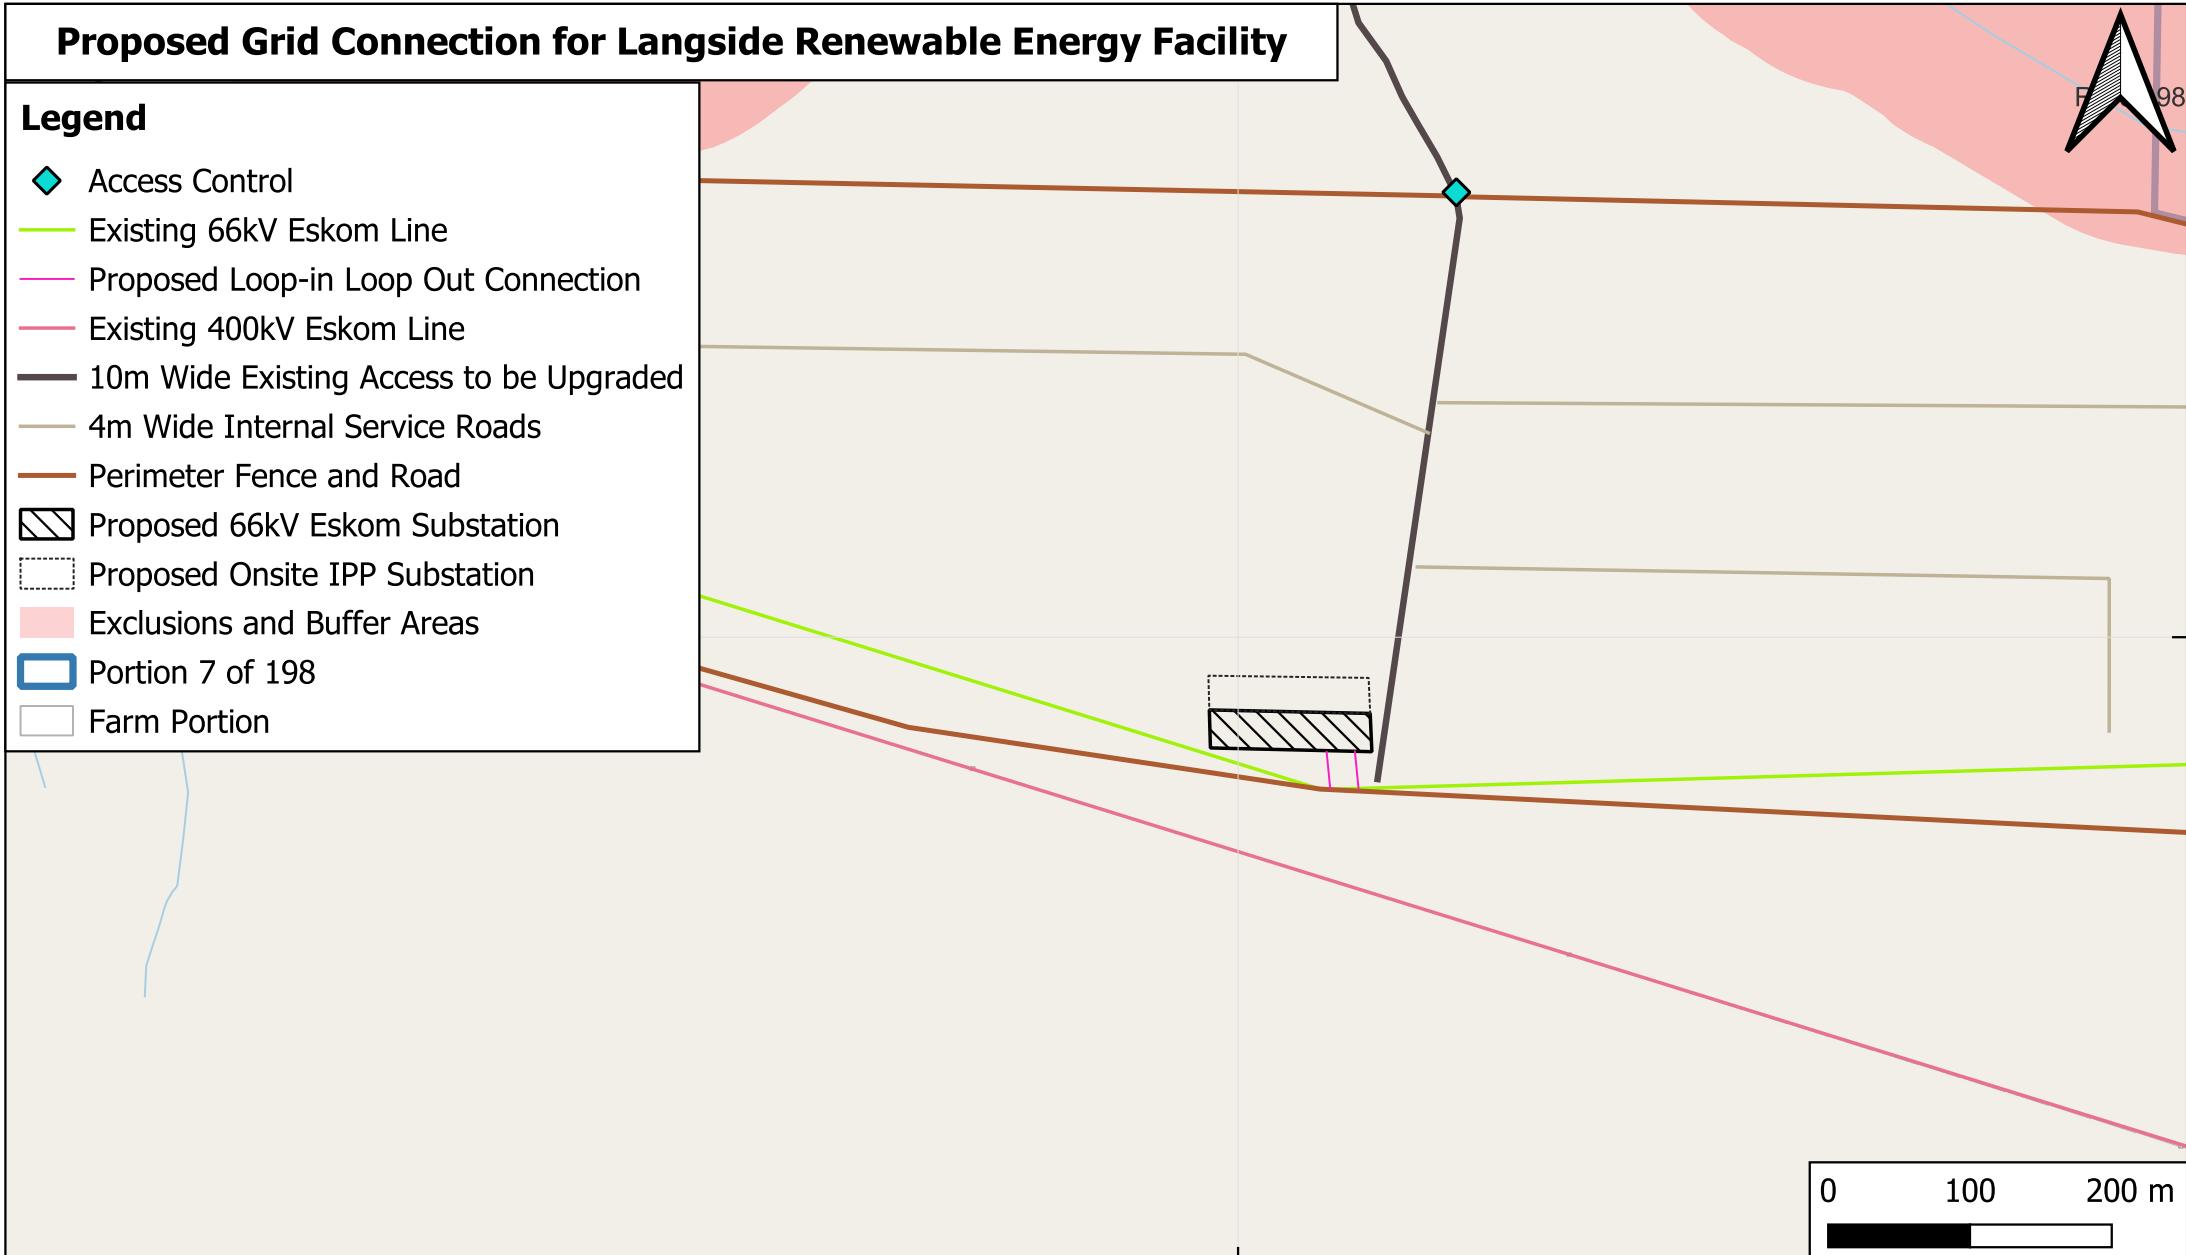 Proposed Grid Connection for Langside Renewable Energy Facility
Legend
Access Control
Existing 66kV Eskom Line
Proposed Loop-in Loop Out Connection
Existing 400kV Eskom Line
10m Wide Existing Access to be Upgraded
4m Wide Internal Service Roads
Perimeter Fence and Road
Proposed 66kV Eskom Substation
Proposed Onsite IPP Substation
Exclusions and Buffer Areas
Portion 7 of 198
Farm Portion
0 100 200 m